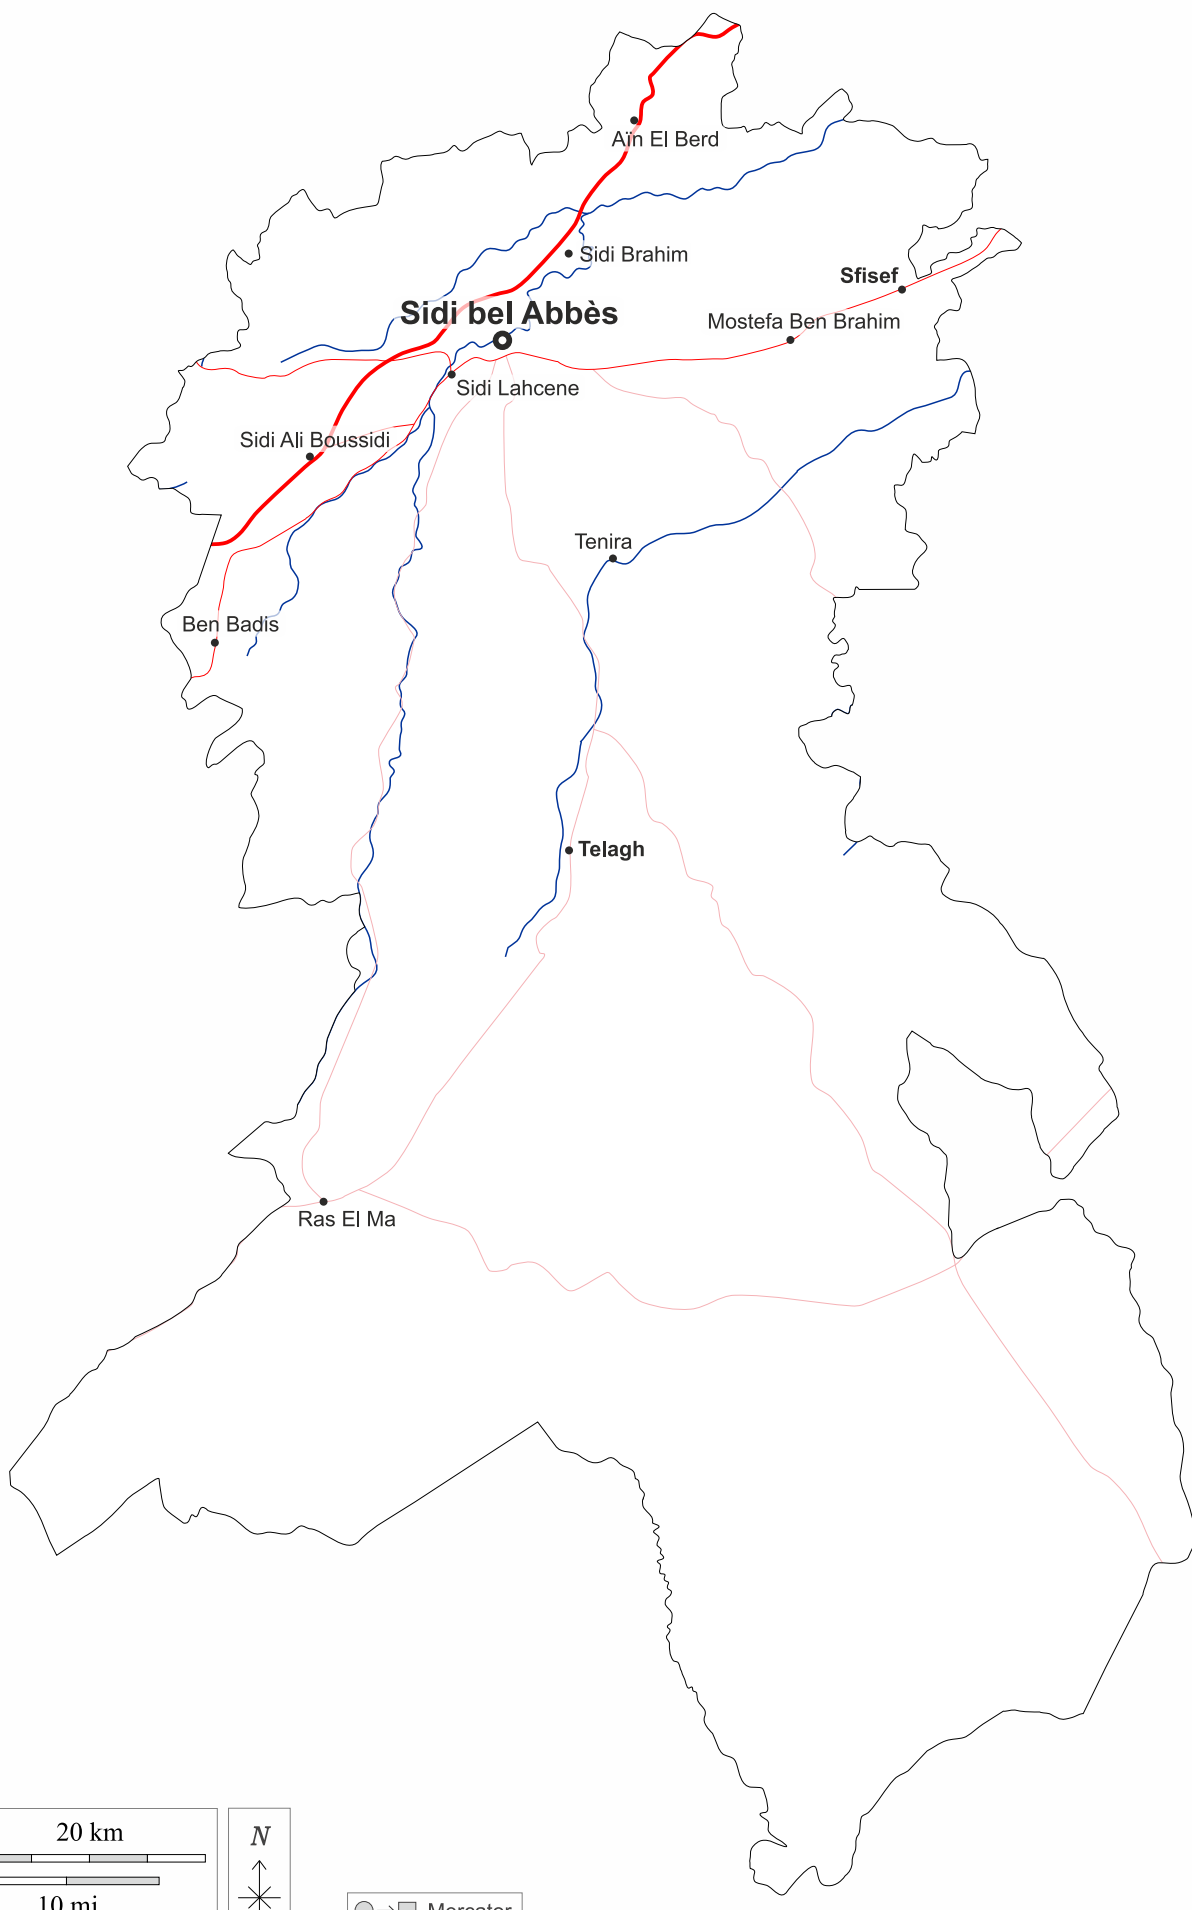 Aïn El Berd
Sidi Brahim
Sfisef
Sidi bel Abbès
Mostefa Ben Brahim
Sidi Lahcene
Sidi Ali Boussidi
Tenira
Ben Badis
Telagh
Ras El Ma
20 km
10 mi
N
Mercator